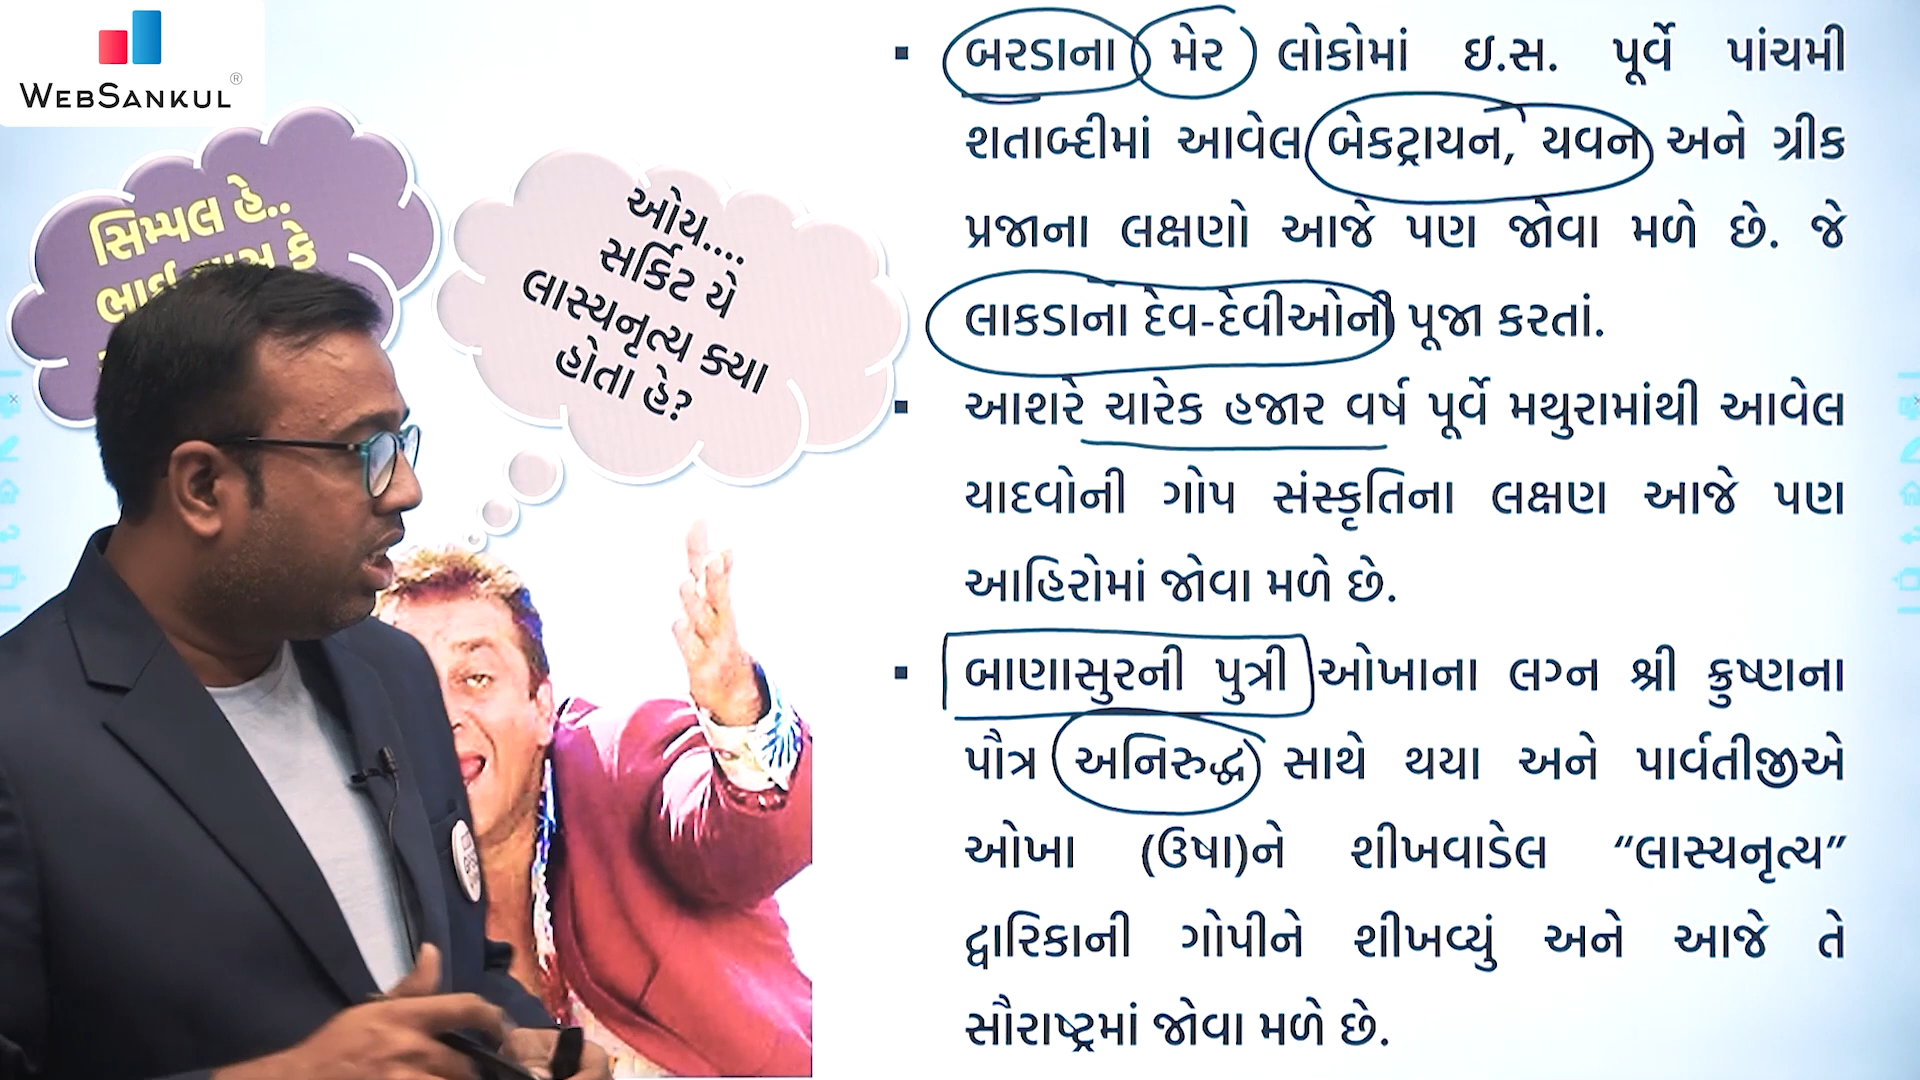 WEBSANKUL®
સિમ્પલ હે..
ઓય....
સર્કિટ યે
લાસ્યનૃત્ય ક્યા
હોતા હે?
▪ બરડાના મેર લોકોમાં ઇ.સ. પૂર્વે પાંચમી
શતાબ્દીમાં આવેલ બેકટ્રાયન, યવન અને ગ્રીક
પ્રજાના લક્ષણો આજે પણ જોવા મળે છે. જે
લાકડાના દેવ-દેવીઓની પૂજા કરતાં.
▪ આશરે ચારેક હજાર વર્ષ પૂર્વે મથુરામાંથી આવેલ
યાદવોની ગોપ સંસ્કૃતિના લક્ષણ આજે પણ
આહિરોમાં જોવા મળે છે.
▪ બાણાસુરની પુત્રી ઓખાના લગ્ન શ્રી ક્રુષ્ણના
પૌત્ર અનિરુદ્ધ સાથે થયા અને પાર્વતીજીએ
ઓખા (ઉષા)ને શીખવાડેલ “લાસ્યનૃત્ય”
દ્વારિકાની ગોપીને શીખવ્યું અને આજે તે
સૌરાષ્ટ્રમાં જોવા મળે છે.